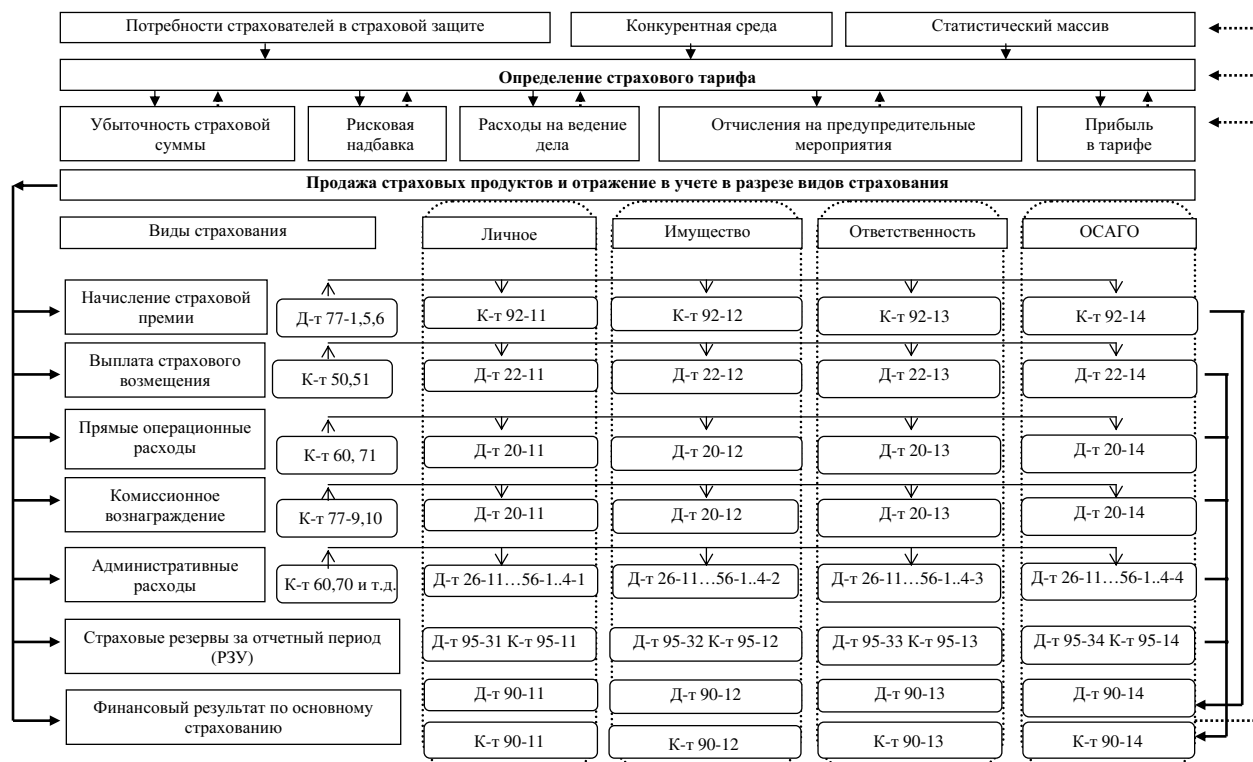 Потребности страхователей в страховой защите
Конкурентная среда
Статистический массив
Определение страхового тарифа
Убыточность страховой
суммы
Рисковая
надбавка
Расходы на ведение
дела
Отчисления на предупредительные
мероприятия
Прибыль
в тарифе
Продажа страховых продуктов и отражение в учете в разрезе видов страхования
Виды страхования
Личное
Имущество
Ответственность
ОСАГО
Начисление страховой
премии
Д-т 77-1,5,6
К-т 92-11
К-т 92-12
К-т 92-13
К-т 92-14
Выплата страхового
возмещения
К-т 50,51
Д-т 22-11
Д-т 22-12
Д-т 22-13
Д-т 22-14
Прямые операционные
расходы
К-т 60, 71
Д-т 20-11
Д-т 20-12
Д-т 20-13
Д-т 20-14
Комиссионное
вознаграждение
К-т 77-9,10
Д-т 20-11
Д-т 20-12
Д-т 20-13
Д-т 20-14
Административные
расходы
К-т 60,70 и т.д.
Д-т 26-11…56-1..4-1
Д-т 26-11…56-1..4-2
Д-т 26-11…56-1..4-3
Д-т 26-11…56-1..4-4
Страховые резервы за отчетный период
(РЗУ)
Д-т 95-31 К-т 95-11
Д-т 95-32 К-т 95-12
Д-т 95-33 К-т 95-13
Д-т 95-34 К-т 95-14
Финансовый результат по основному
страхованию
Д-т 90-11
Д-т 90-12
Д-т 90-13
Д-т 90-14
К-т 90-11
К-т 90-12
К-т 90-13
К-т 90-14